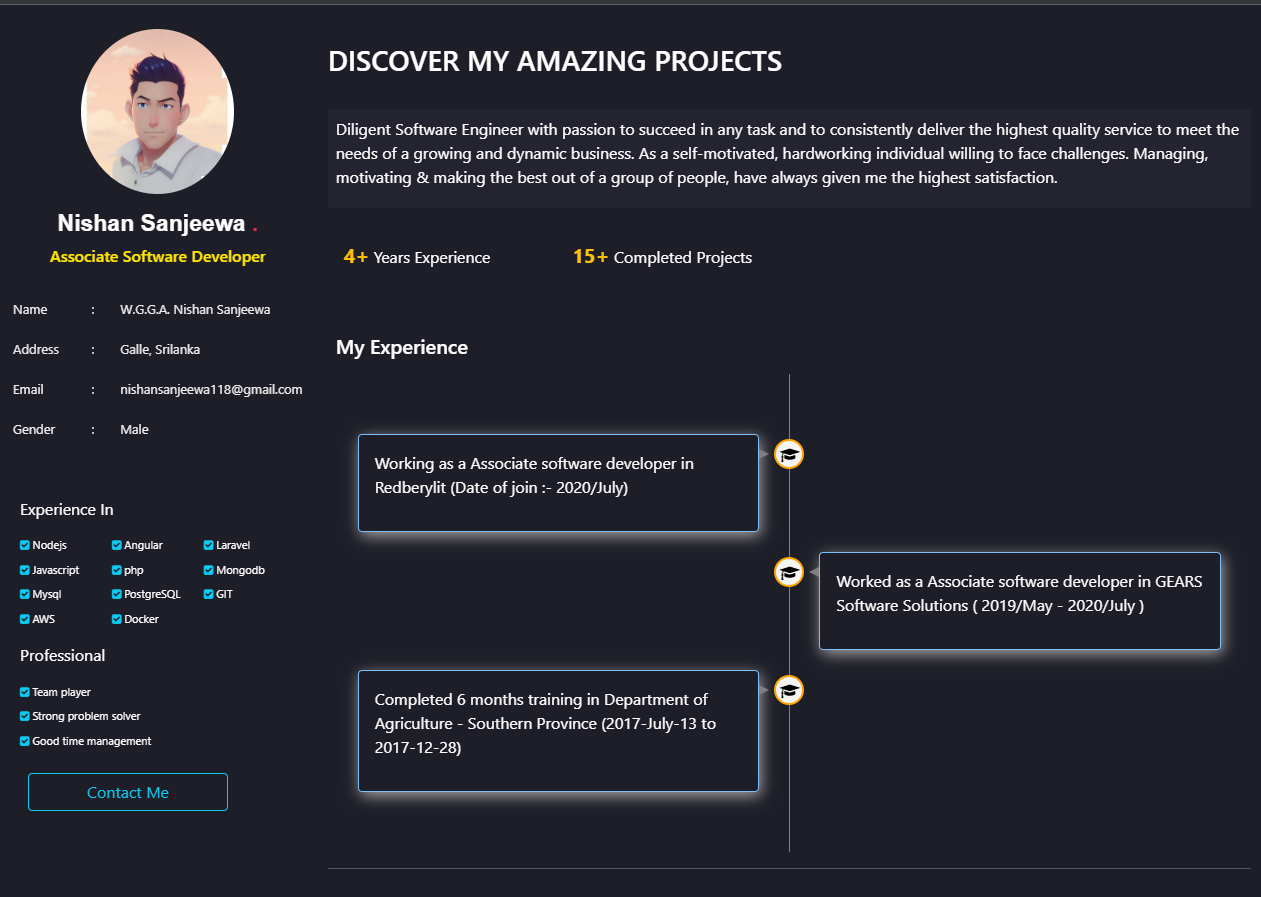 Nishan Sanjeewa .
Associate Software Developer
Name : W.G.G.A. Nishan Sanjeewa
Address : Galle, Srilanka
Email : nishansanjeewa118@gmail.com
Gender : Male
Experience In
Nodejs Angular Laravel
Javascript php Mongodb
Mysql PostgreSQL GIT
AWS Docker
Professional
Team player
Strong problem solver
Good time management
Contact Me
DISCOVER MY AMAZING PROJECTS
Diligent Software Engineer with passion to succeed in any task and to consistently deliver the highest quality service to meet the
needs of a growing and dynamic business. As a self-motivated, hardworking individual willing to face challenges. Managing,
motivating & making the best out of a group of people, have always given me the highest satisfaction.
4+ Years Experience 15+ Completed Projects
My Experience
Working as a Associate software developer in
Redberylit (Date of join :- 2020/July)
Worked as a Associate software developer in GEARS
Software Solutions ( 2019/May - 2020/July )
Completed 6 months training in Department of
Agriculture - Southern Province (2017-July-13 to
2017-12-28)